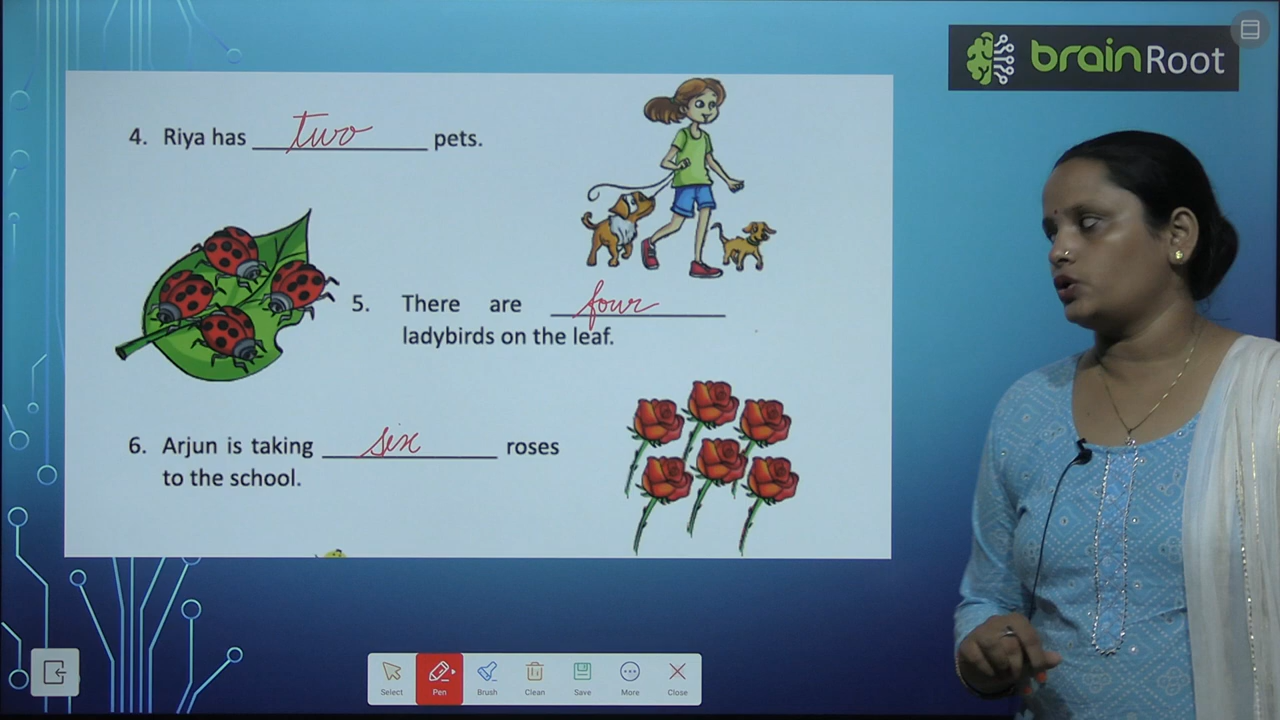 brainRoot
4. Riya has two pets.
5. There are four
ladybirds on the leaf.
6. Arjun is taking six roses
to the school.
Select Pen Brush Clean Save More Close